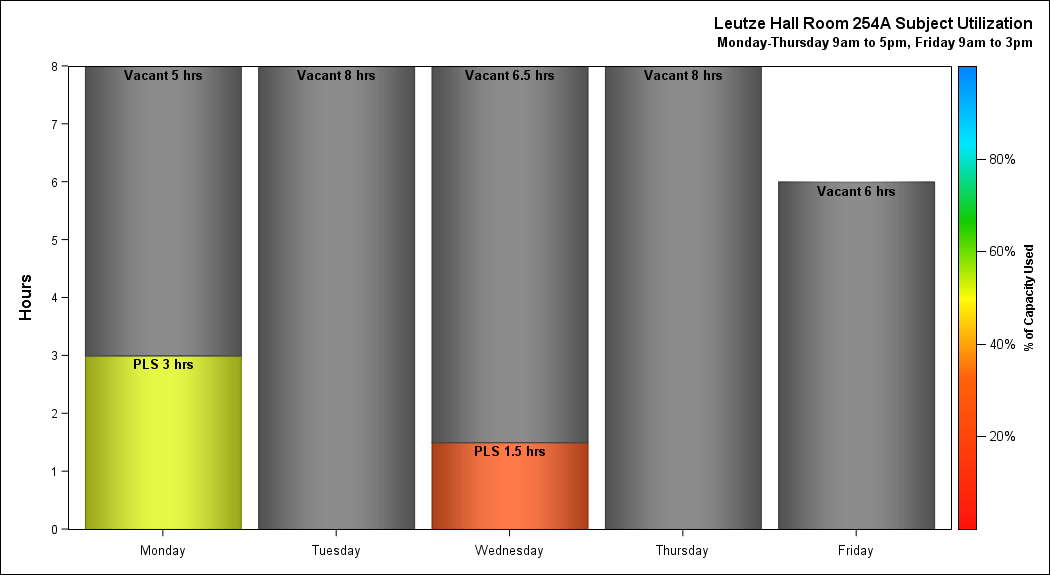 Leutze Hall Room 254A Subject Utilization
Monday-Thursday 9am to 5pm, Friday 9am to 3pm
Hours
8
7
6
5
4
3
2
1
0
Vacant 5 hrs
PLS 3 hrs
Vacant 8 hrs
Vacant 6.5 hrs
PLS 1.5 hrs
Vacant 8 hrs
Vacant 6 hrs
Monday
Tuesday
Wednesday
Thursday
Friday
80%
60%
40%
20%
% of Capacity Used